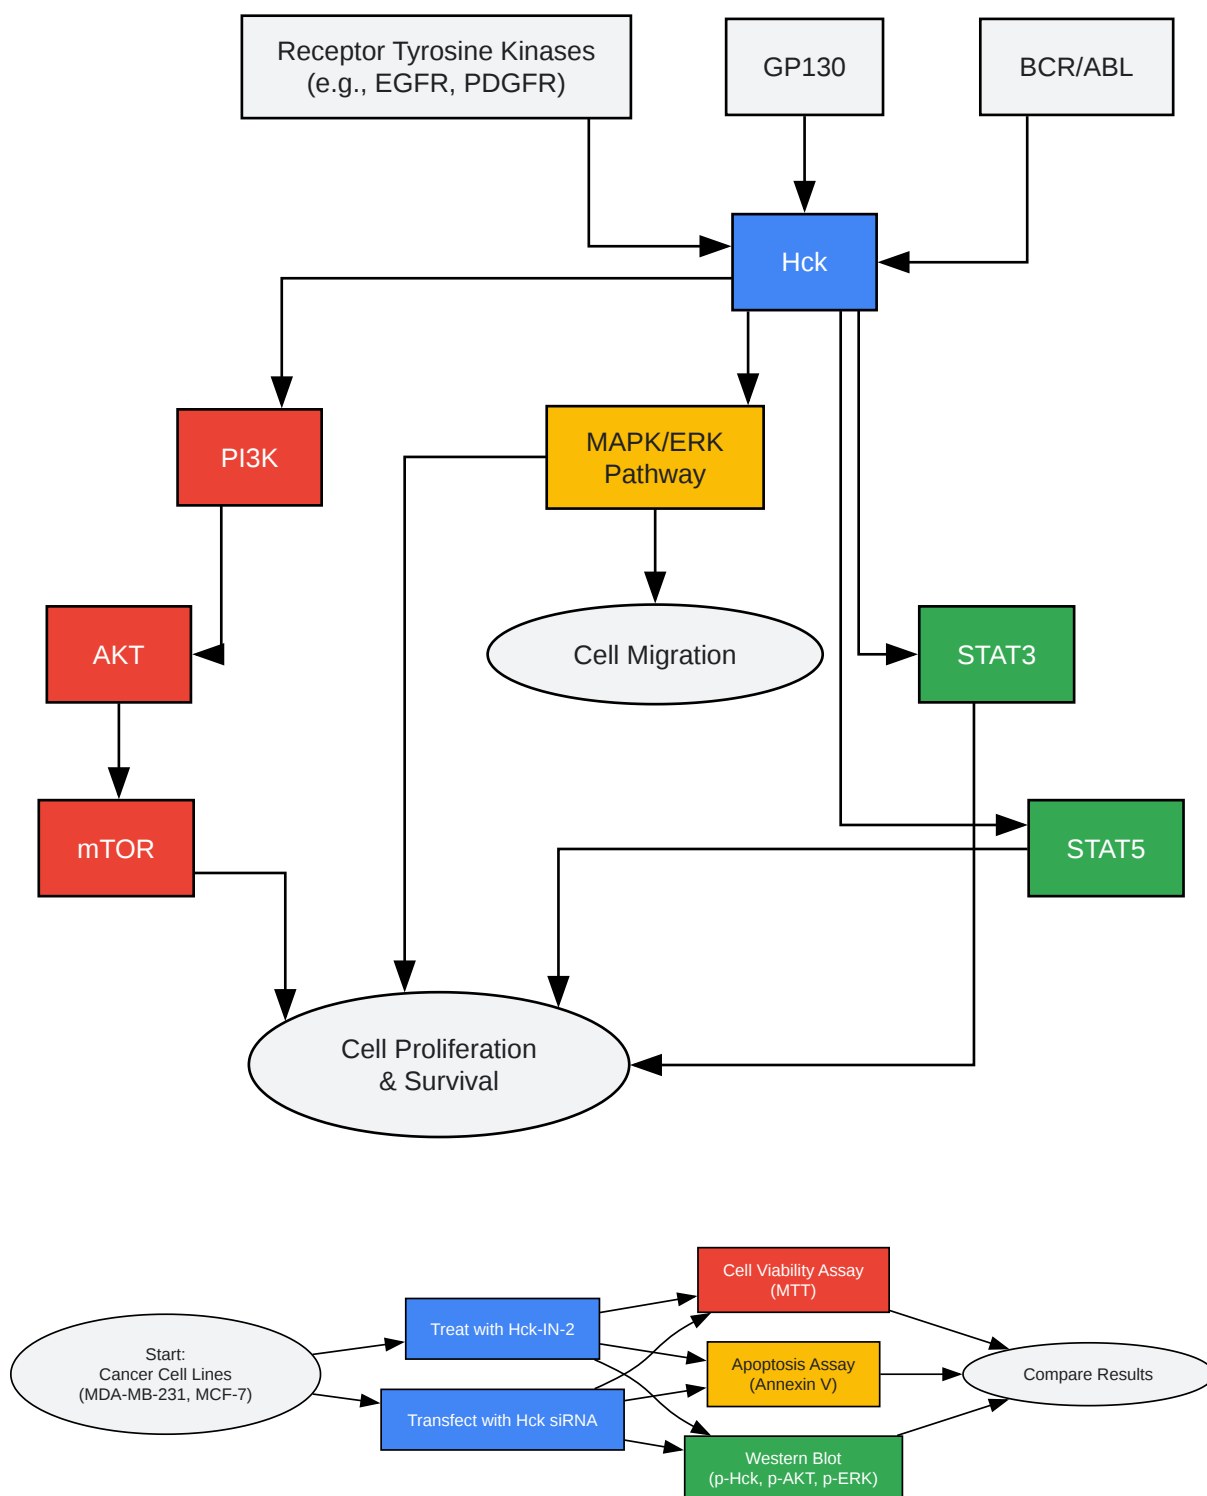 Receptor Tyrosine Kinases
(e.g., EGFR, PDGFR)
GP130
BCR/ABL
Hck
PI3K
MAPK/ERK
Pathway
AKT
Cell Migration
STAT3
mTOR
STAT5
Cell Proliferation
& Survival
Start:
Cancer Cell Lines
(MDA-MB-231, MCF-7)
Treat with Hck-IN-2
Transfect with Hck siRNA
Cell Viability Assay
(MTT)
Apoptosis Assay
(Annexin V)
Western Blot
(p-Hck, p-AKT, p-ERK)
Compare Results